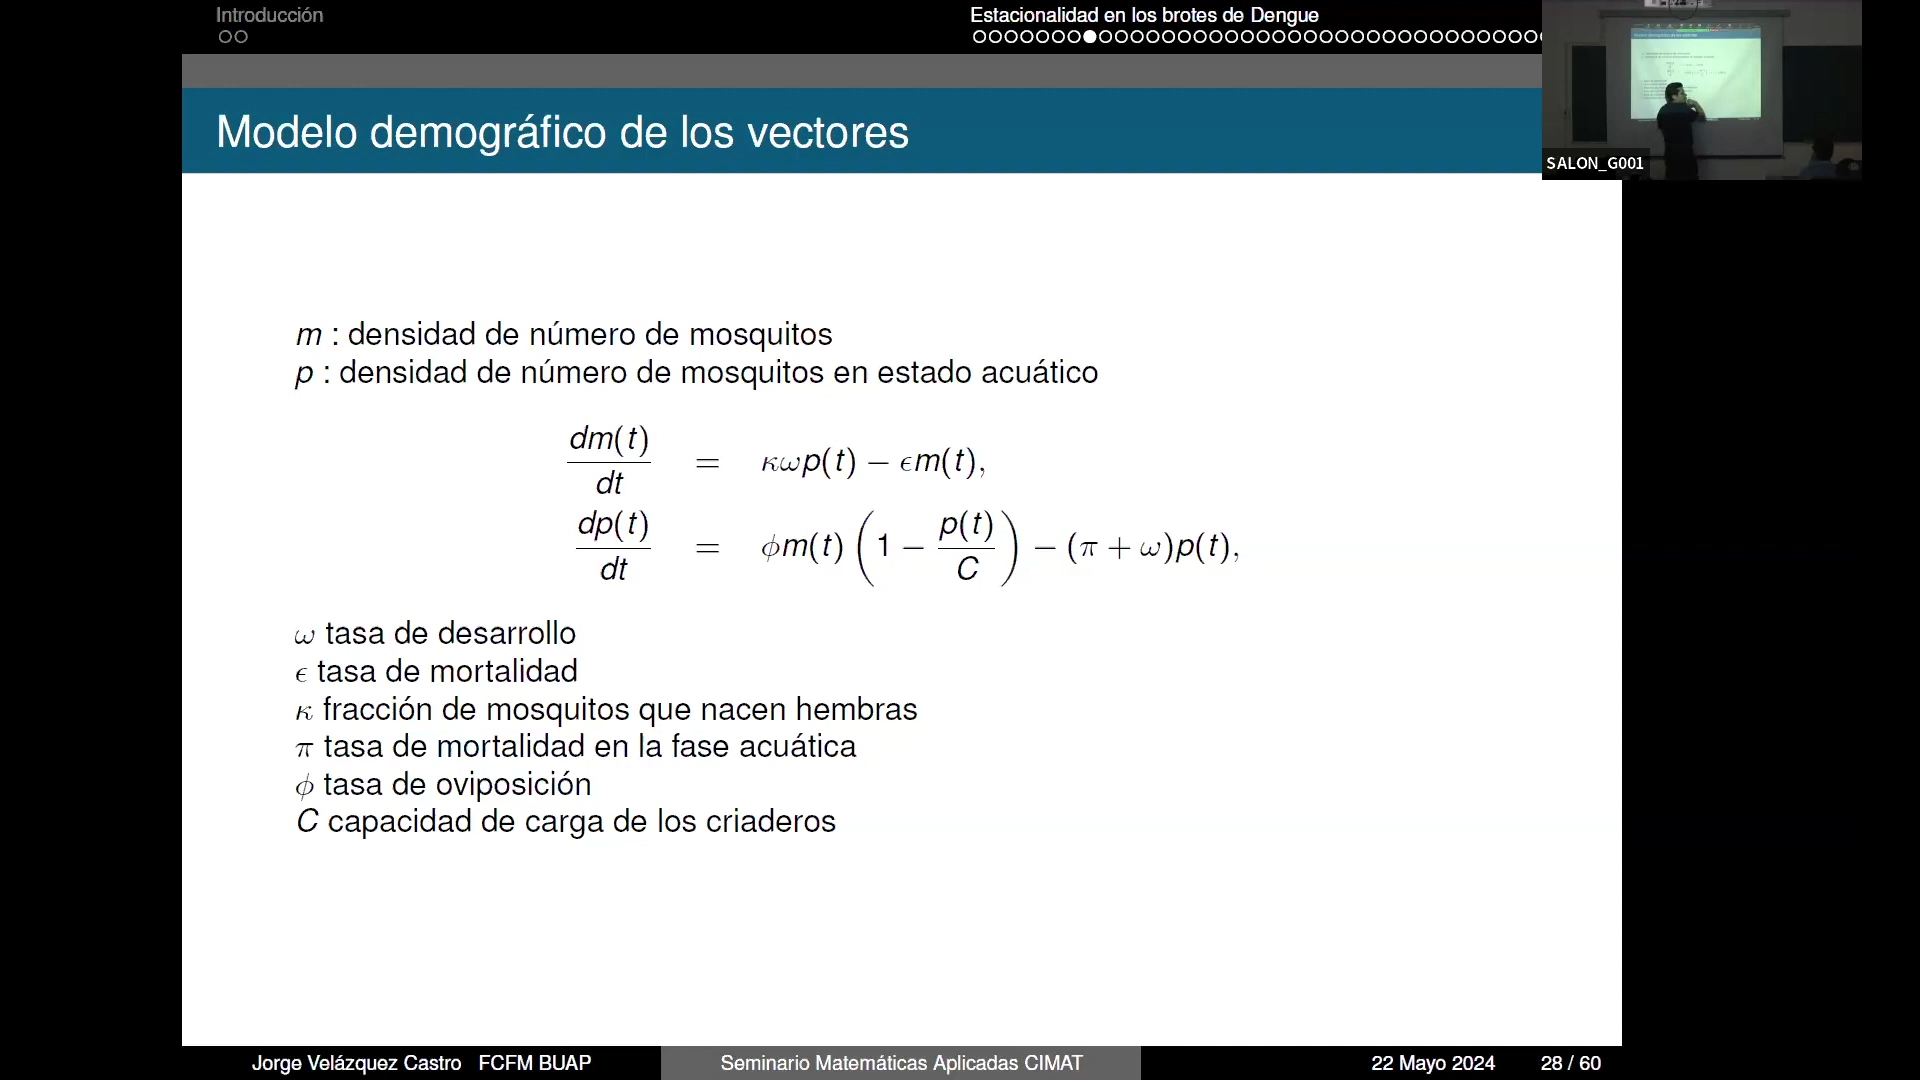 Introducción
Estacionalidad en los brotes de Dengue
Modelo demográfico de los vectores
SALON_G001
m : densidad de número de mosquitos
p : densidad de número de mosquitos en estado acuático
dm(t)/dt = κωp(t) − ϵm(t),
dp(t)/dt = ϕm(t) (1 − p(t)/C) − (π + ω)p(t),
ω tasa de desarrollo
ϵ tasa de mortalidad
κ fracción de mosquitos que nacen hembras
π tasa de mortalidad en la fase acuática
ϕ tasa de oviposición
C capacidad de carga de los criaderos
Jorge Velázquez Castro FCFM BUAP
Seminario Matemáticas Aplicadas CIMAT
22 Mayo 2024
28 / 60